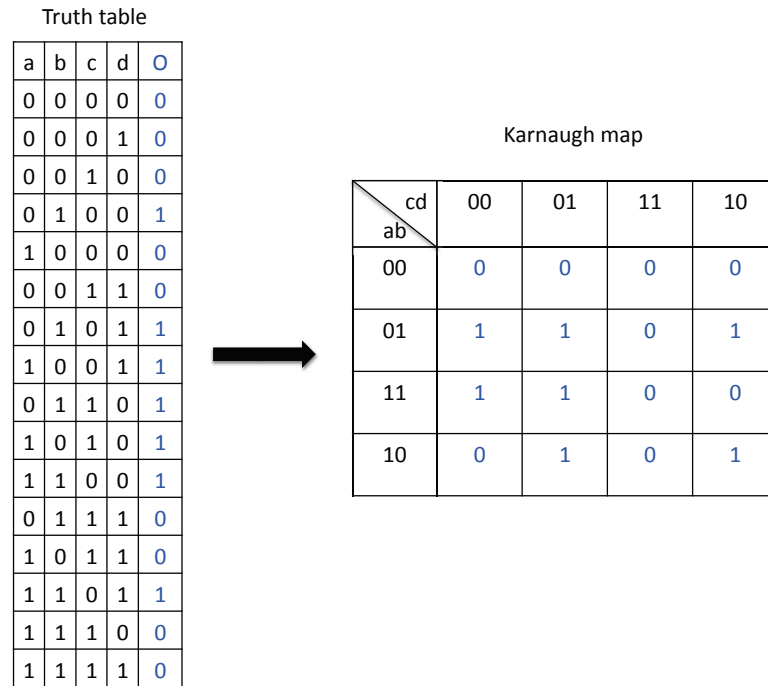 Truth table
a b c d O
0 0 0 0 0
0 0 0 1 0
0 0 1 0 0
0 1 0 0 1
1 0 0 0 0
0 0 1 1 0
0 1 0 1 1
1 0 0 1 1
0 1 1 0 1
1 0 1 0 1
1 1 0 0 1
0 1 1 1 0
1 0 1 1 0
1 1 0 1 1
1 1 1 0 0
1 1 1 1 0
Karnaugh map
cd 00 01 11 10
ab
00 0 0 0 0
01 1 1 0 1
11 1 1 0 0
10 0 1 0 1